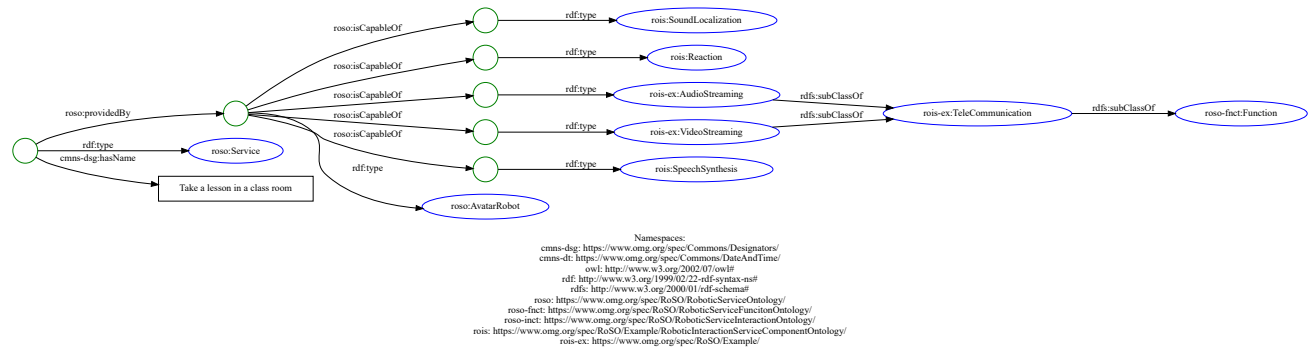 roso:isCapableOf
rdf:type
rois:SoundLocalization
roso:isCapableOf
rdf:type
rois:Reaction
roso:isCapableOf
rdf:type
rois-ex:AudioStreaming
rdfs:subClassOf
roso:providedBy
roso:isCapableOf
rdf:type
rois-ex:VideoStreaming
rdfs:subClassOf
rois-ex:TeleCommunication
rdfs:subClassOf
roso-fnct:Function
roso:isCapableOf
rdf:type
roso:Service
cmns-dsg:hasName
rdf:type
rdf:type
rois:SpeechSynthesis
Take a lesson in a class room
roso:AvatarRobot
Namespaces:
cmns-dsg: https://www.omg.org/spec/Commons/Designators/
cmns-dt: https://www.omg.org/spec/Commons/DateAndTime/
owl: http://www.w3.org/2002/07/owl#
rdf: http://www.w3.org/1999/02/22-rdf-syntax-ns#
rdfs: http://www.w3.org/2000/01/rdf-schema#
roso: https://www.omg.org/spec/RoSO/RoboticServiceOntology/
roso-fnct: https://www.omg.org/spec/RoSO/RoboticServiceFuncitonOntology/
roso-inct: https://www.omg.org/spec/RoSO/RoboticServiceInteractionOntology/
rois: https://www.omg.org/spec/RoSO/Example/RoboticInteractionServiceComponentOntology/
rois-ex: https://www.omg.org/spec/RoSO/Example/